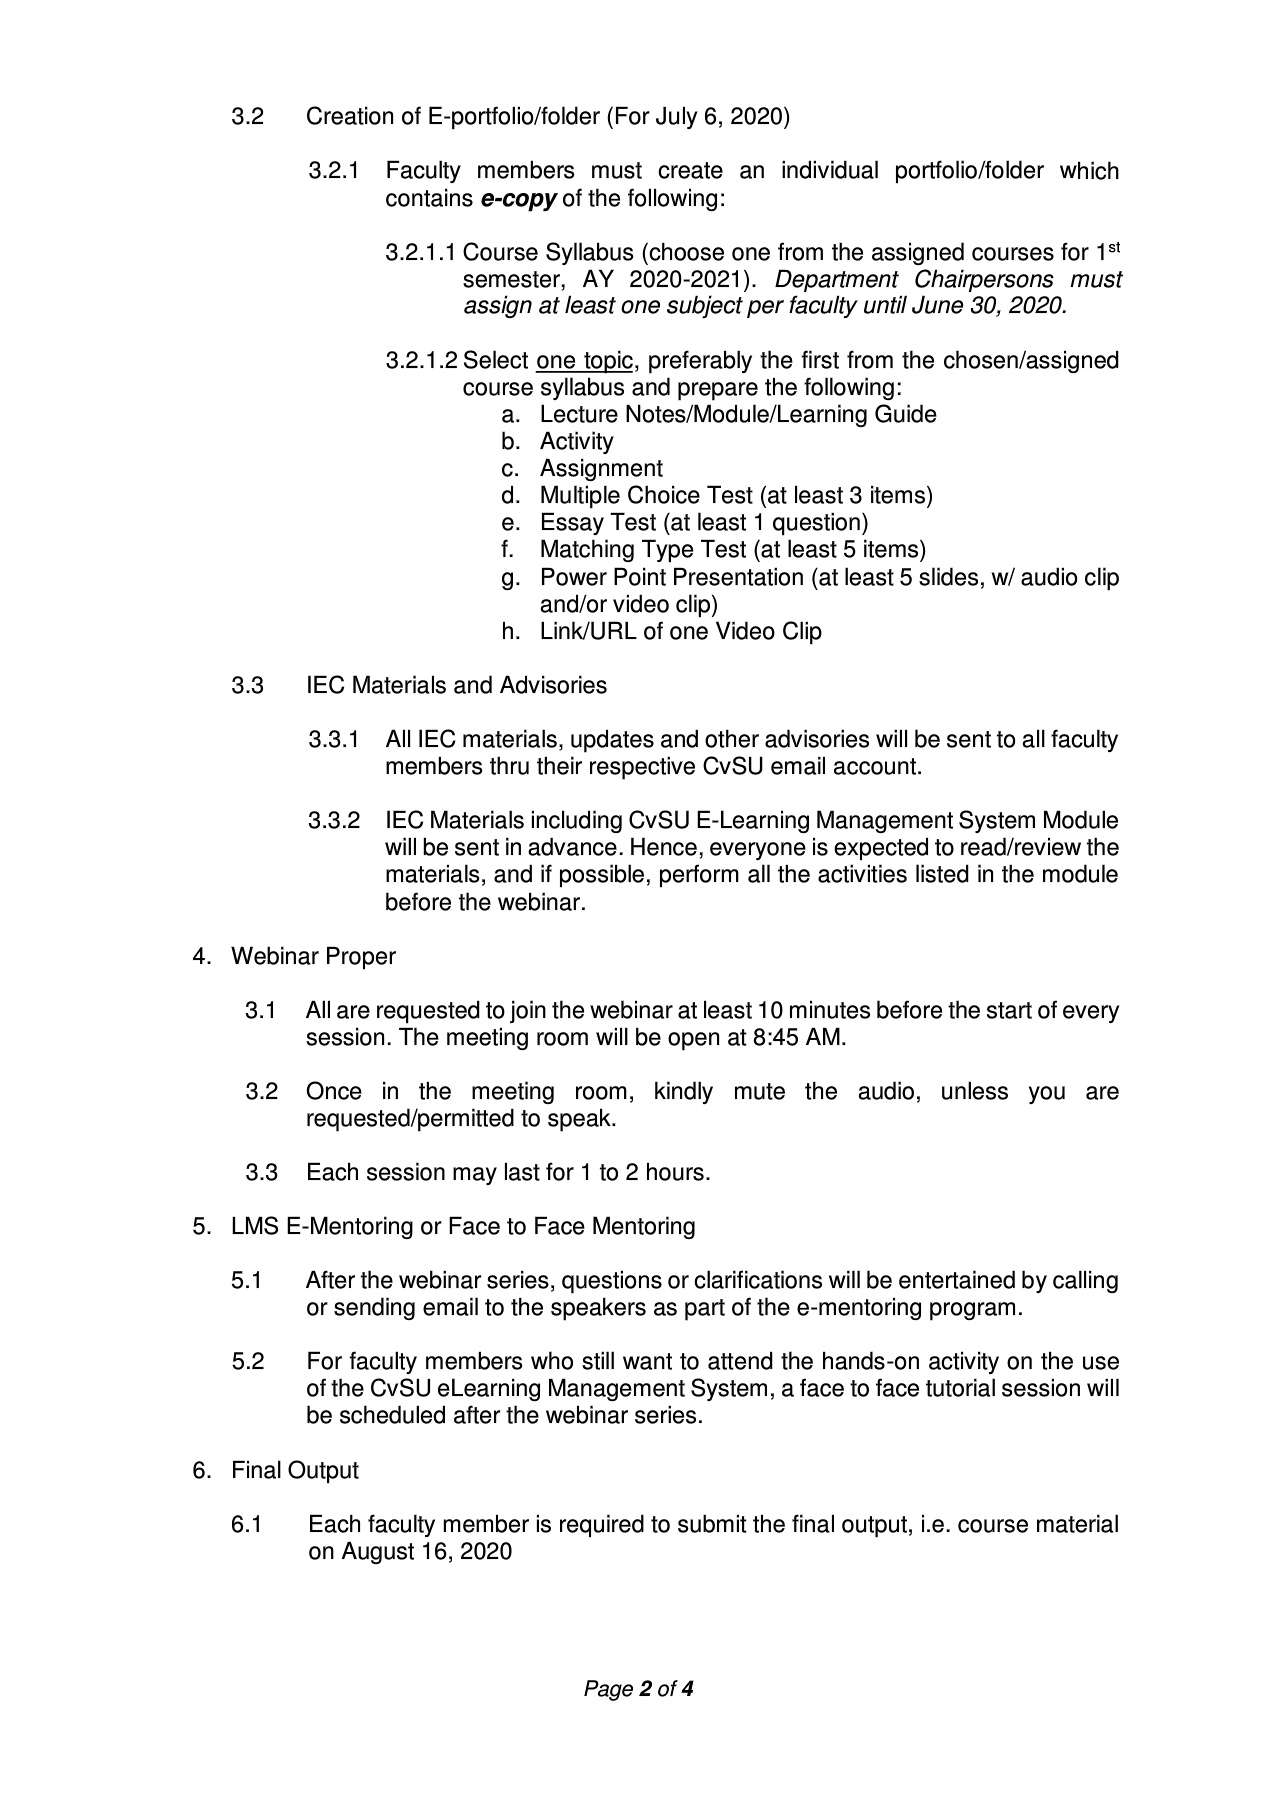 3.2 Creation of E-portfolio/folder (For July 6, 2020)
3.2.1 Faculty members must create an individual portfolio/folder which
contains e-copy of the following:
3.2.1.1 Course Syllabus (choose one from the assigned courses for 1st
semester, AY 2020-2021). Department Chairpersons must
assign at least one subject per faculty until June 30, 2020.
3.2.1.2 Select one topic, preferably the first from the chosen/assigned
course syllabus and prepare the following:
a. Lecture Notes/Module/Learning Guide
b. Activity
c. Assignment
d. Multiple Choice Test (at least 3 items)
e. Essay Test (at least 1 question)
f. Matching Type Test (at least 5 items)
g. Power Point Presentation (at least 5 slides, w/ audio clip
and/or video clip)
h. Link/URL of one Video Clip
3.3 IEC Materials and Advisories
3.3.1 All IEC materials, updates and other advisories will be sent to all faculty
members thru their respective CvSU email account.
3.3.2 IEC Materials including CvSU E-Learning Management System Module
will be sent in advance. Hence, everyone is expected to read/review the
materials, and if possible, perform all the activities listed in the module
before the webinar.
4. Webinar Proper
3.1 All are requested to join the webinar at least 10 minutes before the start of every
session. The meeting room will be open at 8:45 AM.
3.2 Once in the meeting room, kindly mute the audio, unless you are
requested/permitted to speak.
3.3 Each session may last for 1 to 2 hours.
5. LMS E-Mentoring or Face to Face Mentoring
5.1 After the webinar series, questions or clarifications will be entertained by calling
or sending email to the speakers as part of the e-mentoring program.
5.2 For faculty members who still want to attend the hands-on activity on the use
of the CvSU eLearning Management System, a face to face tutorial session will
be scheduled after the webinar series.
6. Final Output
6.1 Each faculty member is required to submit the final output, i.e. course material
on August 16, 2020
Page 2 of 4